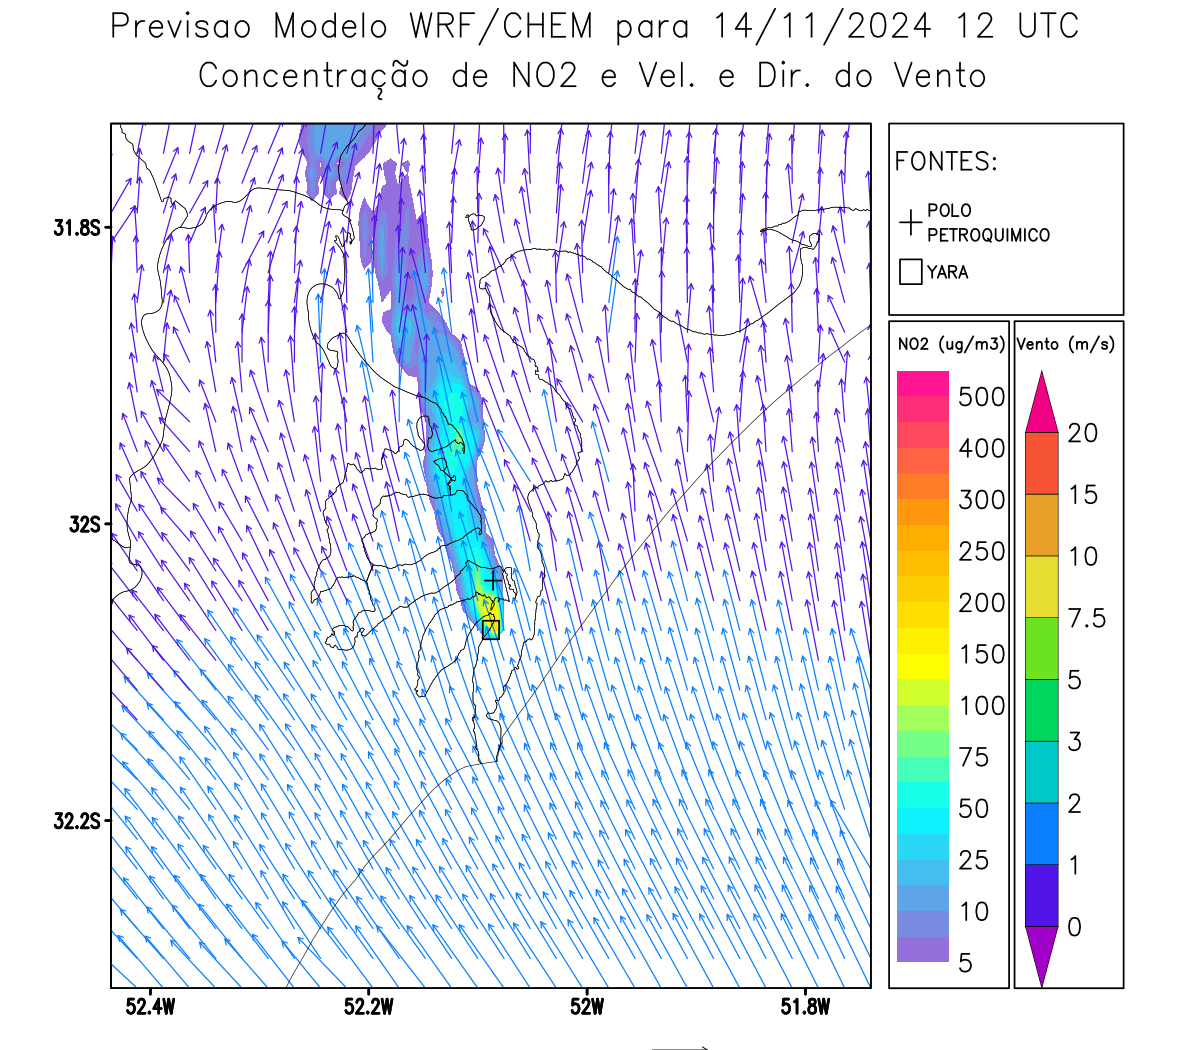 Previsao Modelo WRF/CHEM para 14/11/2024 12 UTC
Concentração de NO2 e Vel. e Dir. do Vento
FONTES:
POLO
PETROQUIMICO
YARA
NO2 (ug/m3)
500
400
300
250
200
150
100
75
50
25
10
5
Vento (m/s)
20
15
10
7.5
5
3
2
1
0
31.8S
32S
32.2S
52.4W
52.2W
52W
51.8W